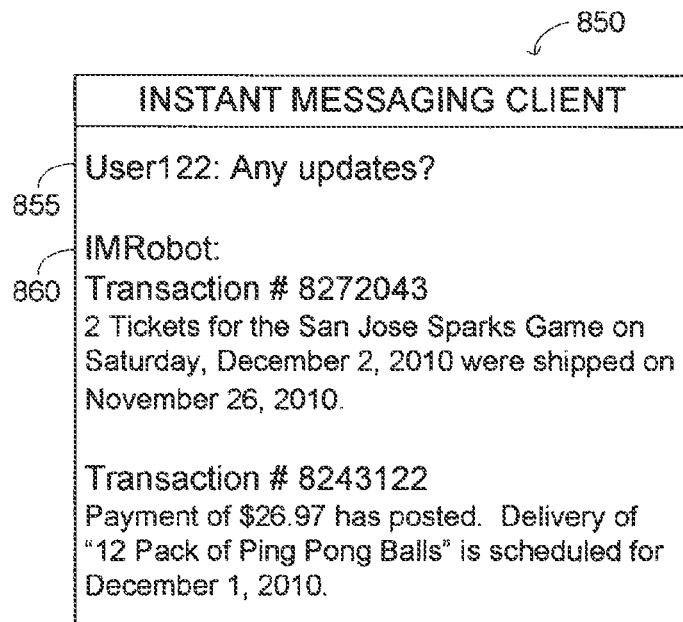 850
INSTANT MESSAGING CLIENT
User122: Any updates?
855
IMRobot:
860
Transaction # 8272043
2 Tickets for the San Jose Sparks Game on
Saturday, December 2, 2010 were shipped on
November 26, 2010.
Transaction # 8243122
Payment of $26.97 has posted. Delivery of
“12 Pack of Ping Pong Balls” is scheduled for
December 1, 2010.